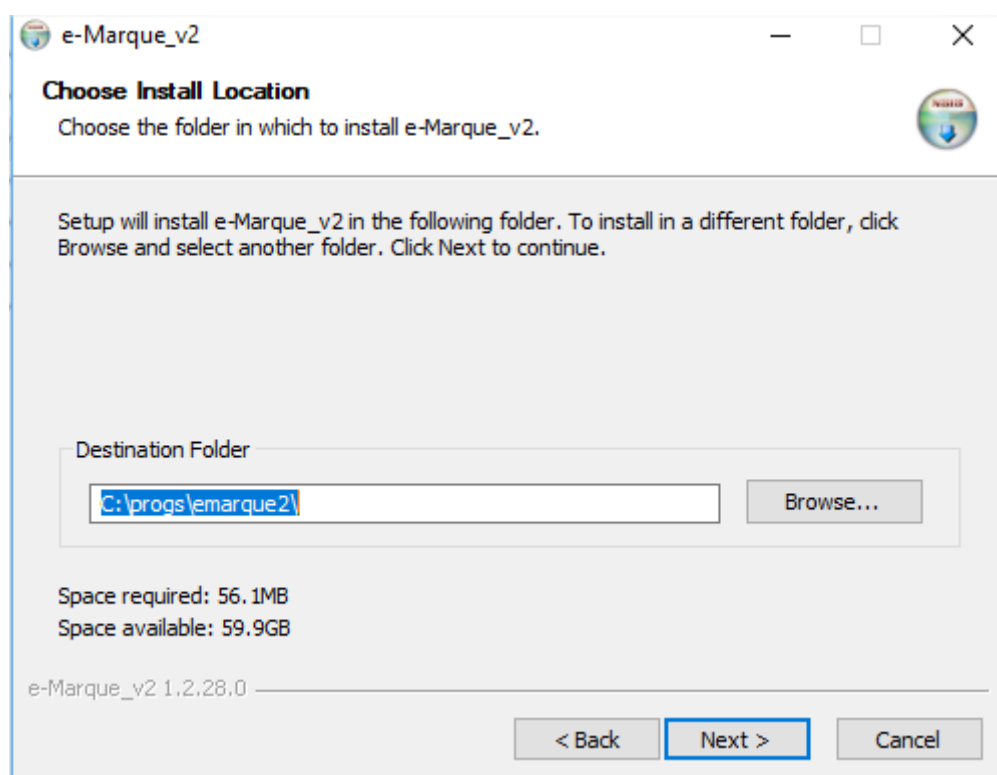 e-Marque_v2
Choose Install Location
Choose the folder in which to install e-Marque_v2.
Setup will install e-Marque_v2 in the following folder. To install in a different folder, click
Browse and select another folder. Click Next to continue.
Destination Folder
C:\progs\emarque2\
Browse...
Space required: 56.1MB
Space available: 59.9GB
e-Marque_v2 1.2.28.0
< Back
Next >
Cancel